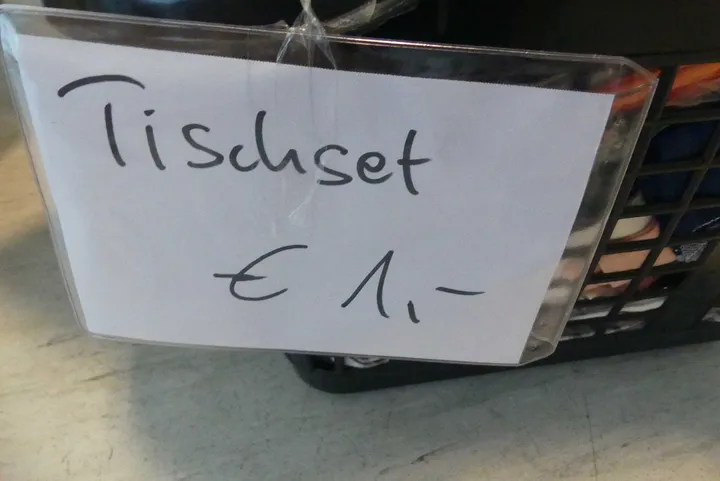 Tischset
€ 1,-